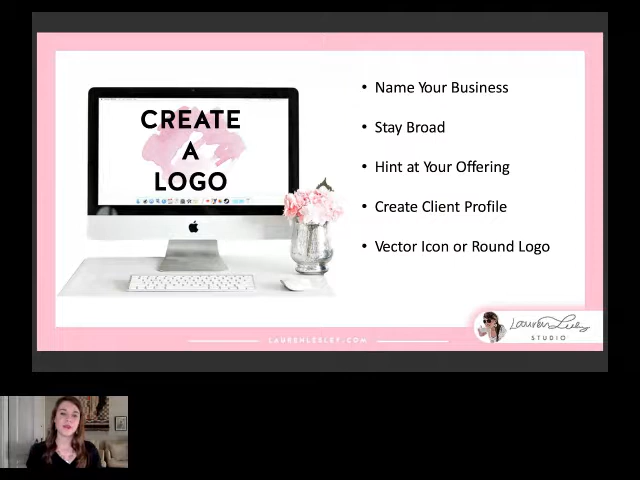 CREATE
A
LOGO
• Name Your Business
• Stay Broad
• Hint at Your Offering
• Create Client Profile
• Vector Icon or Round Logo
LAURENLESLEY.COM
Lauren Lesley
STUDIO